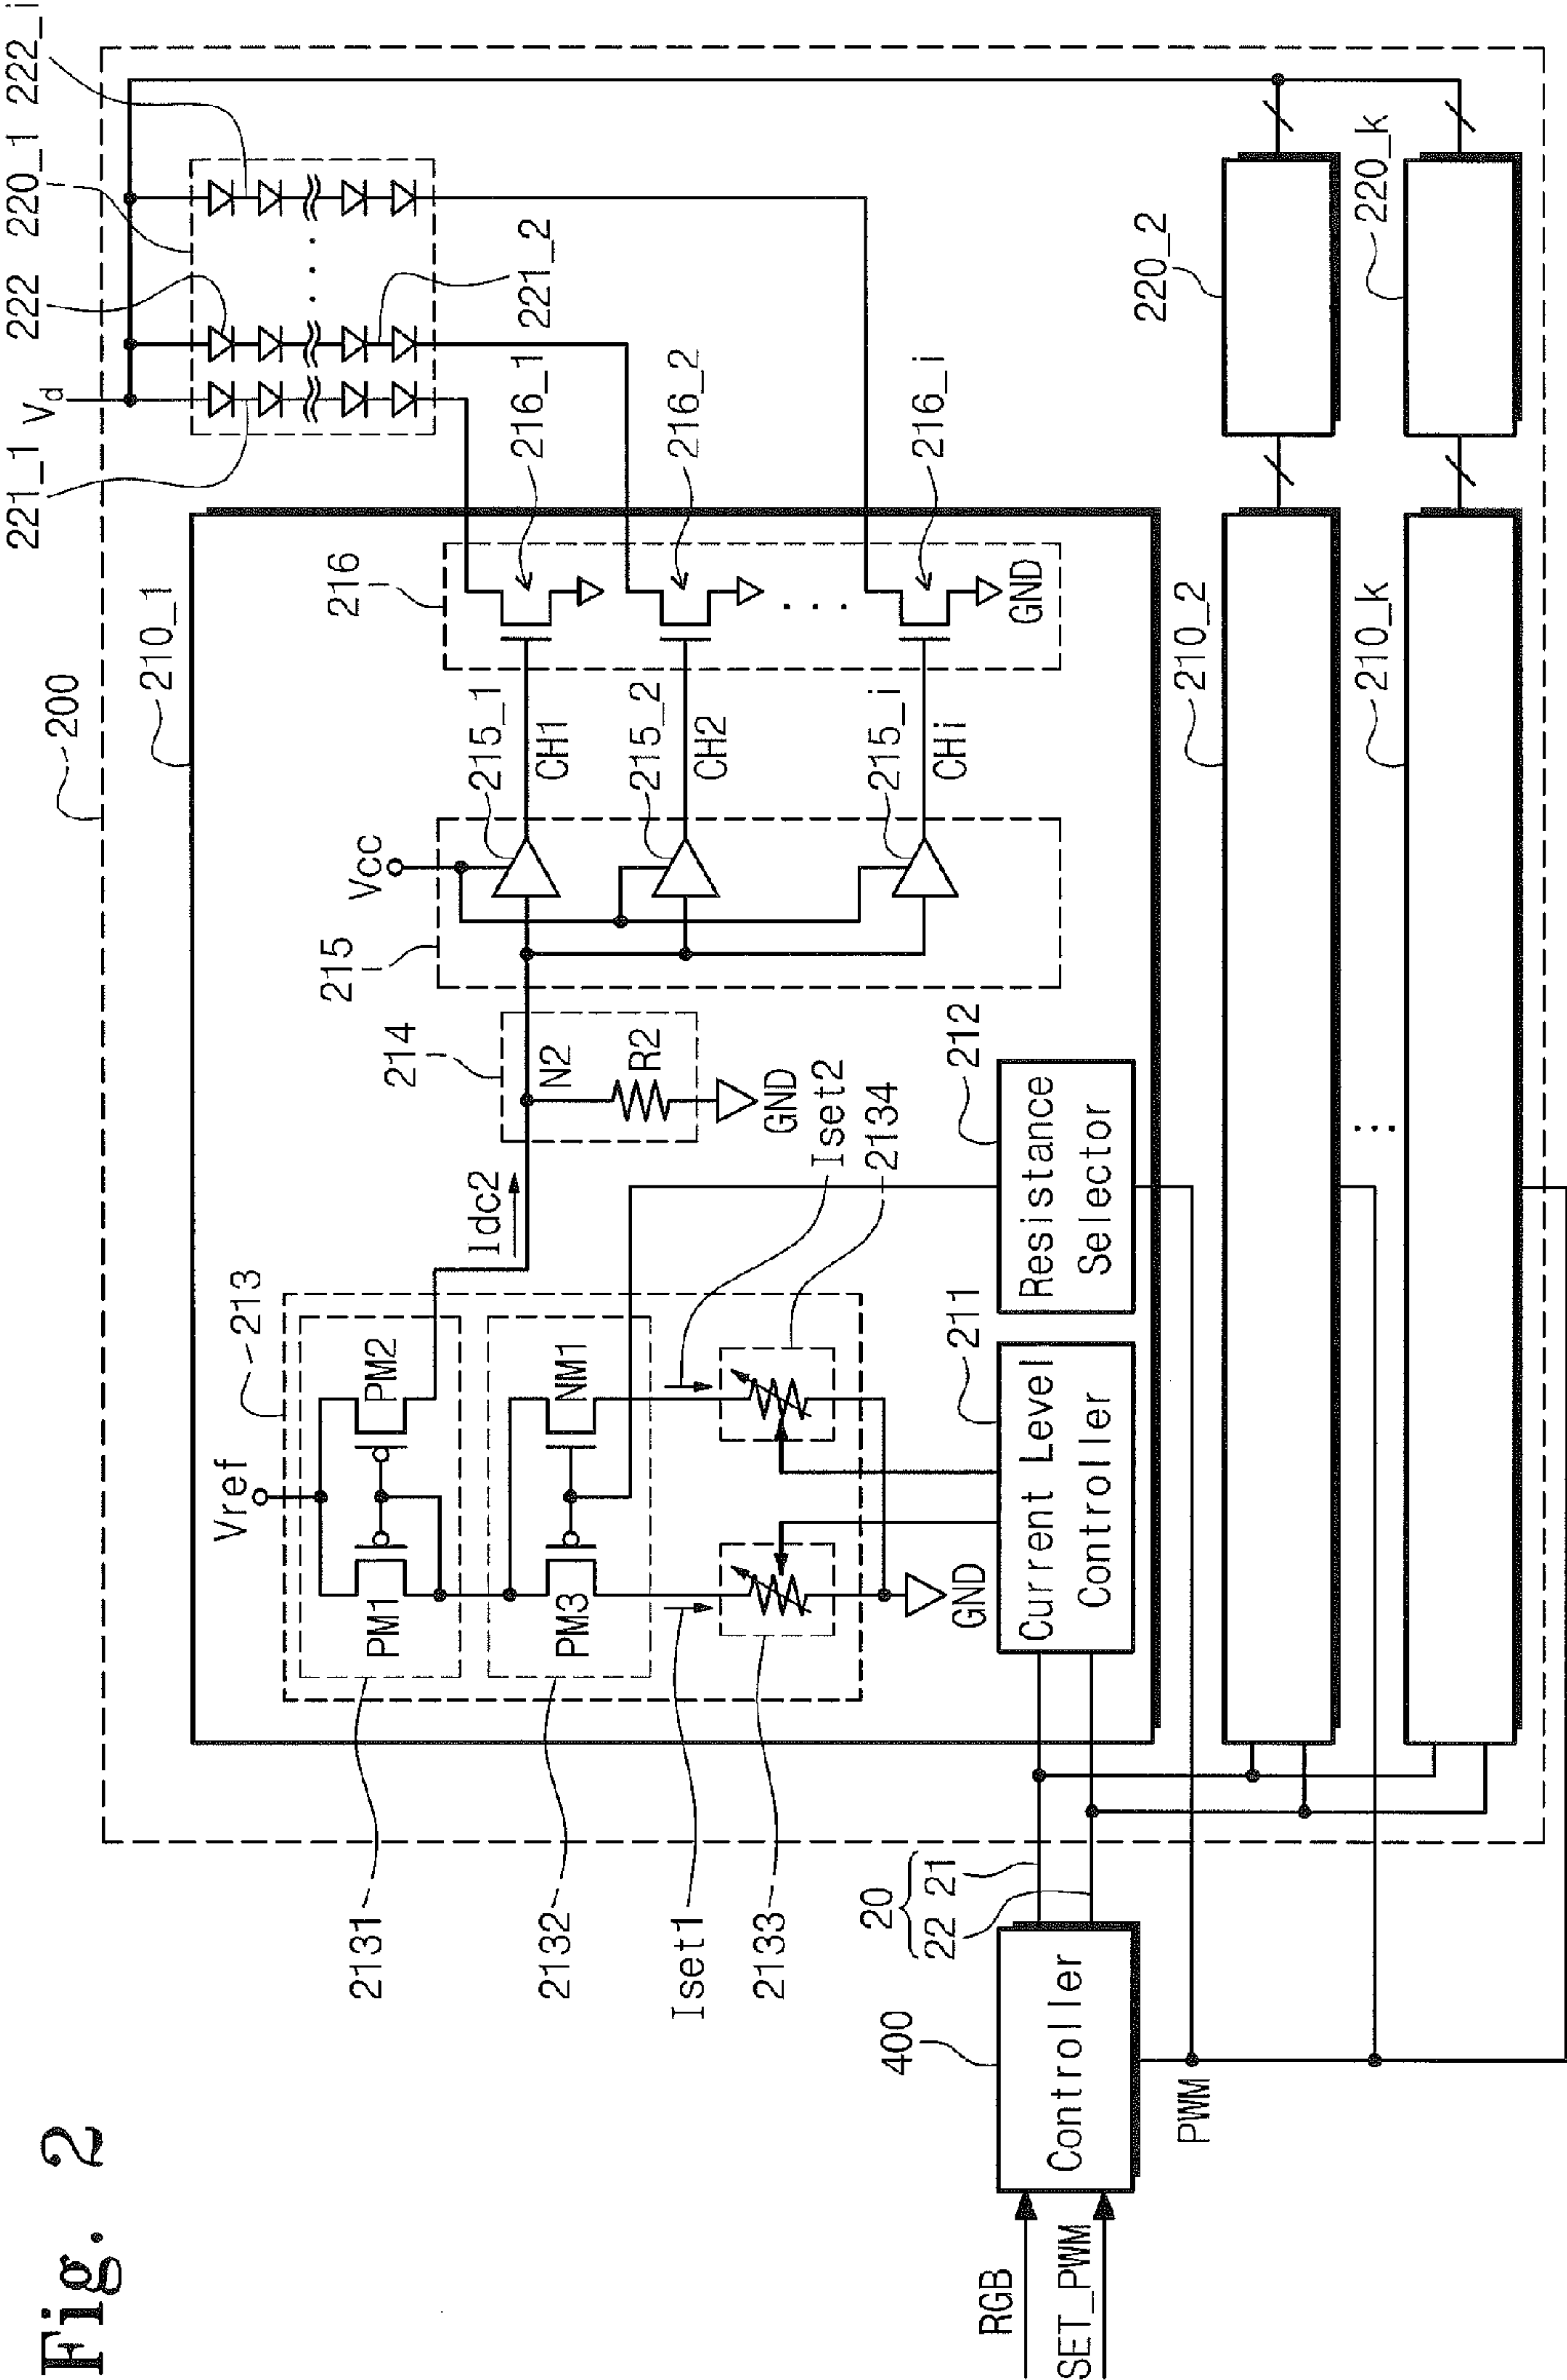 Fig. 2
200
221_1
Vd
222
220_1
222_i
221_2
210_1
213
Vref
PM1
PM2
2131
PM3
NM1
2132
Iset1
Iset2
2133
2134
GND
Idc2
214
N2
R2
GND
215
Vcc
215_1
215_2
215_i
CH1
CH2
CHi
216
216_1
216_2
216_i
. . .
GND
211
Current Level
Controller
212
Resistance
Selector
20
21
22
400
Controller
RGB
SET_PWM
PWM
210_2
220_2
210_k
220_k